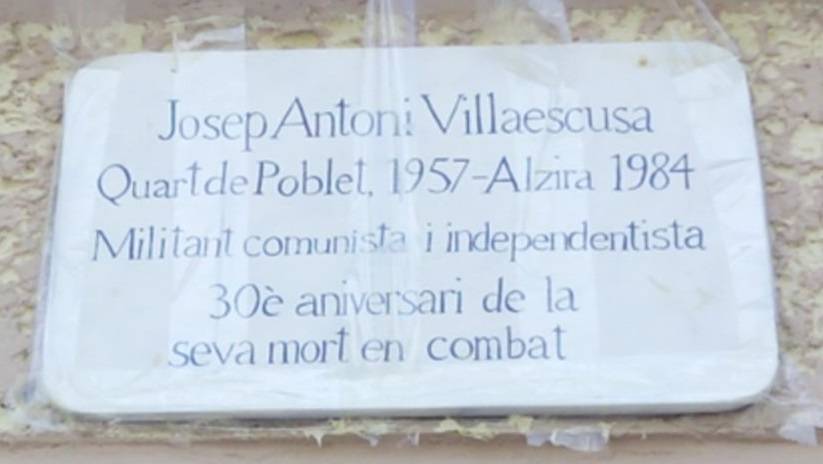 Josep Antoni Villaescusa
Quart de Poblet, 1957-Alzira 1984
Militant comunista i independentista
30è aniversari de la
seva mort en combat